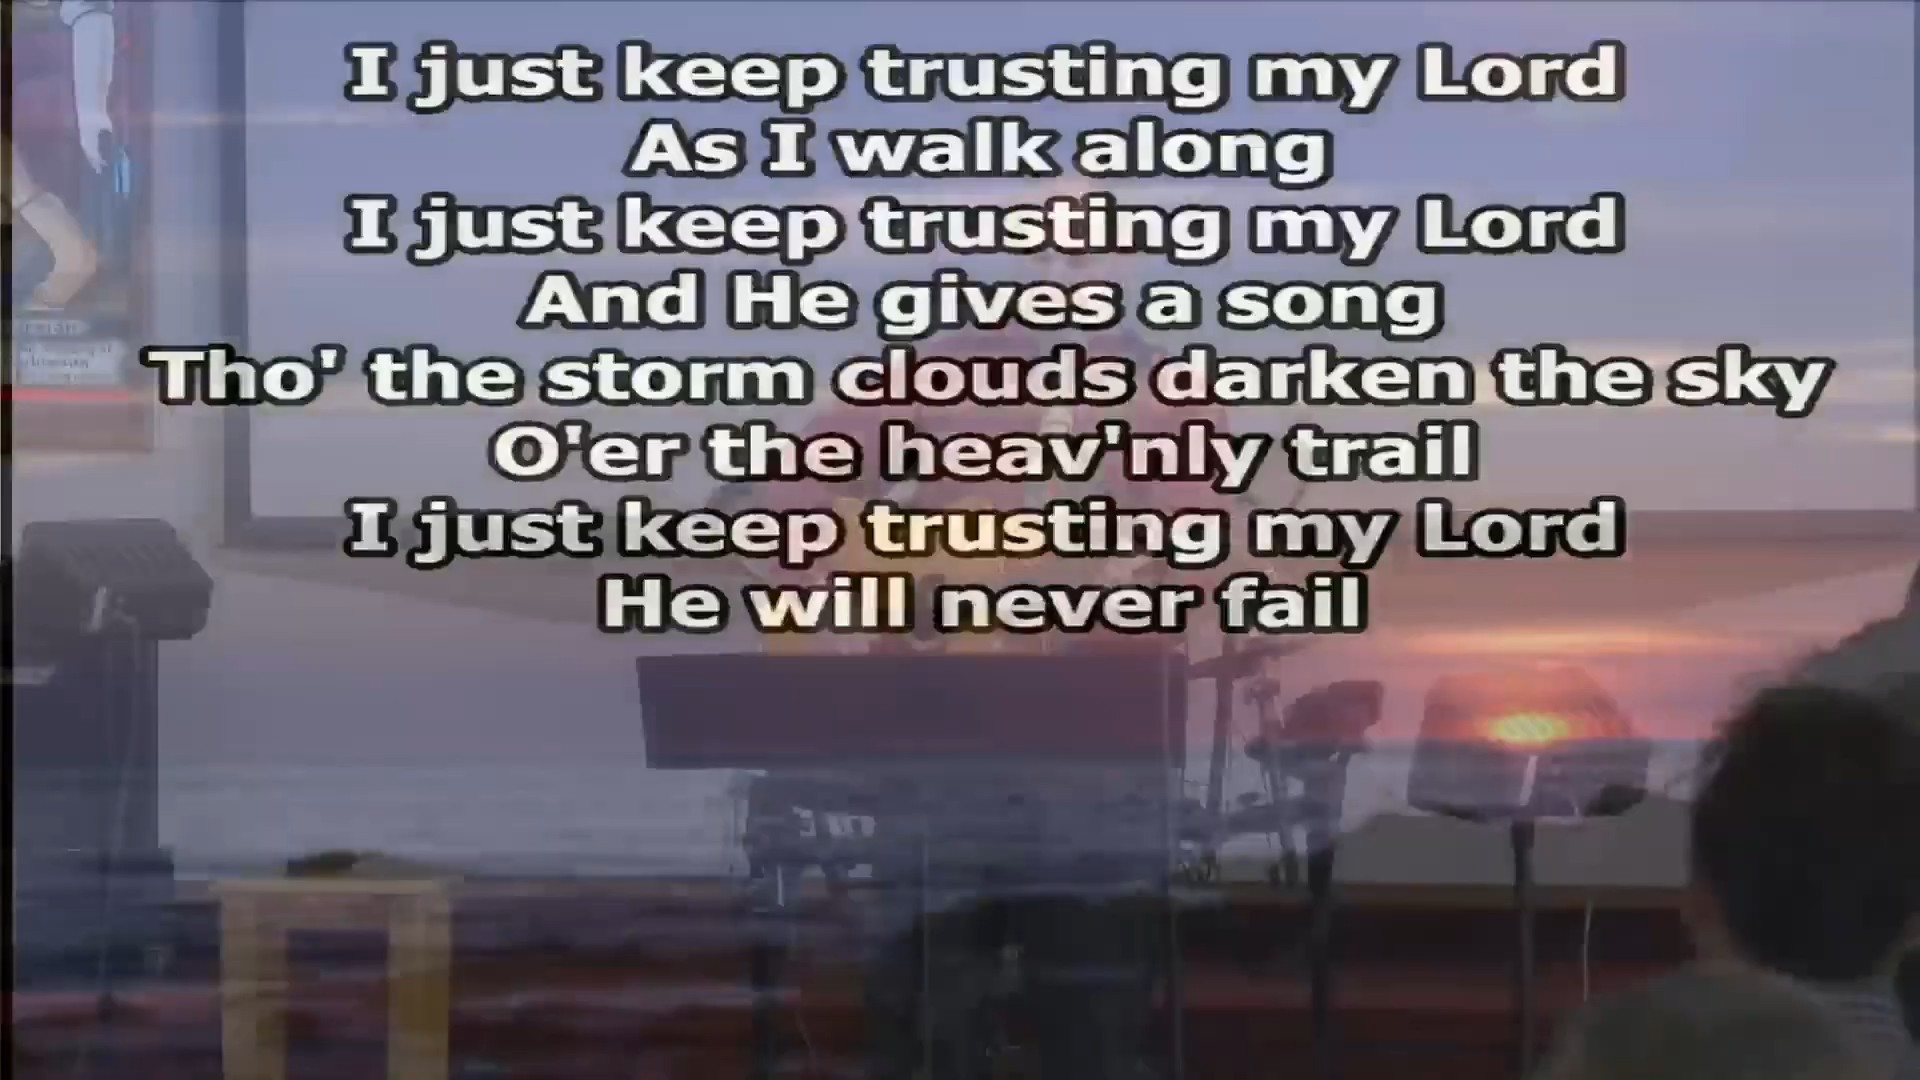 I just keep trusting my Lord
As I walk along
I just keep trusting my Lord
And He gives a song
Tho' the storm clouds darken the sky
O'er the heav'nly trail
I just keep trusting my Lord
He will never fail